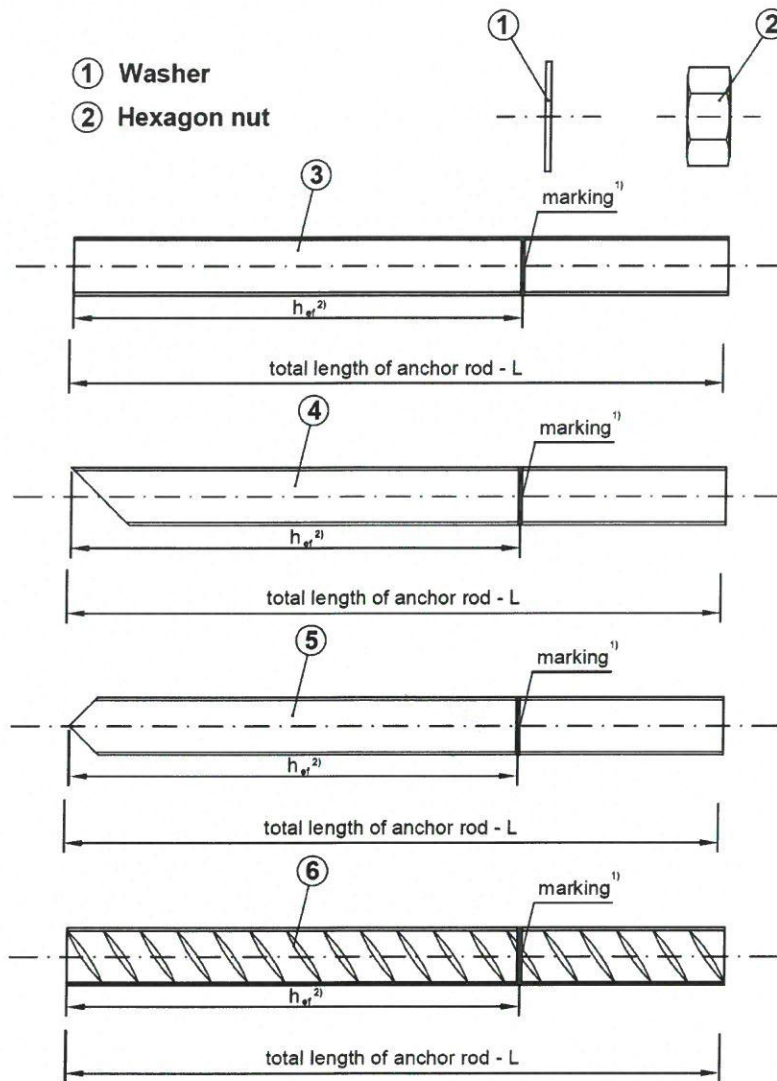 ① ②
① Washer
② Hexagon nut
③
marking¹⁾
hef²⁾
total length of anchor rod - L
④
marking¹⁾
hef²⁾
total length of anchor rod - L
⑤
marking¹⁾
hef²⁾
total length of anchor rod - L
⑥
marking¹⁾
hef²⁾
total length of anchor rod - L